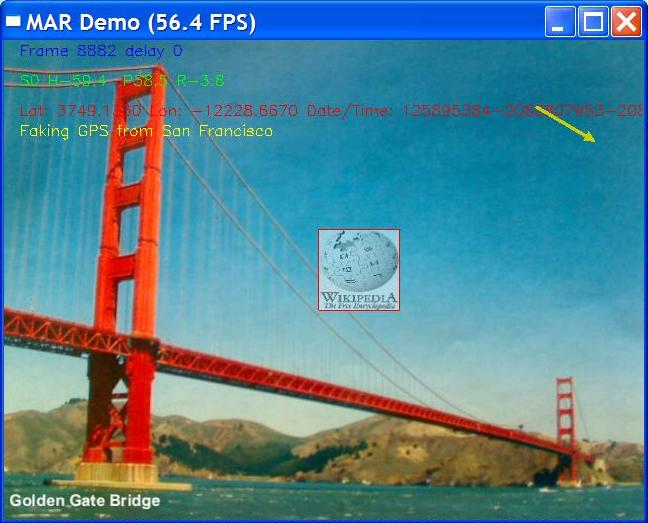 MAR Demo (56.4 FPS)
Frame 8882 delay 0
SD H-59.4 P38.5 R-3.8
Lat: 3749.1360 Lon: -12228.6670 Date/Time:
Faking GPS from San Francisco
WIKIPEDIA
The Free Encyclopedia
Golden Gate Bridge